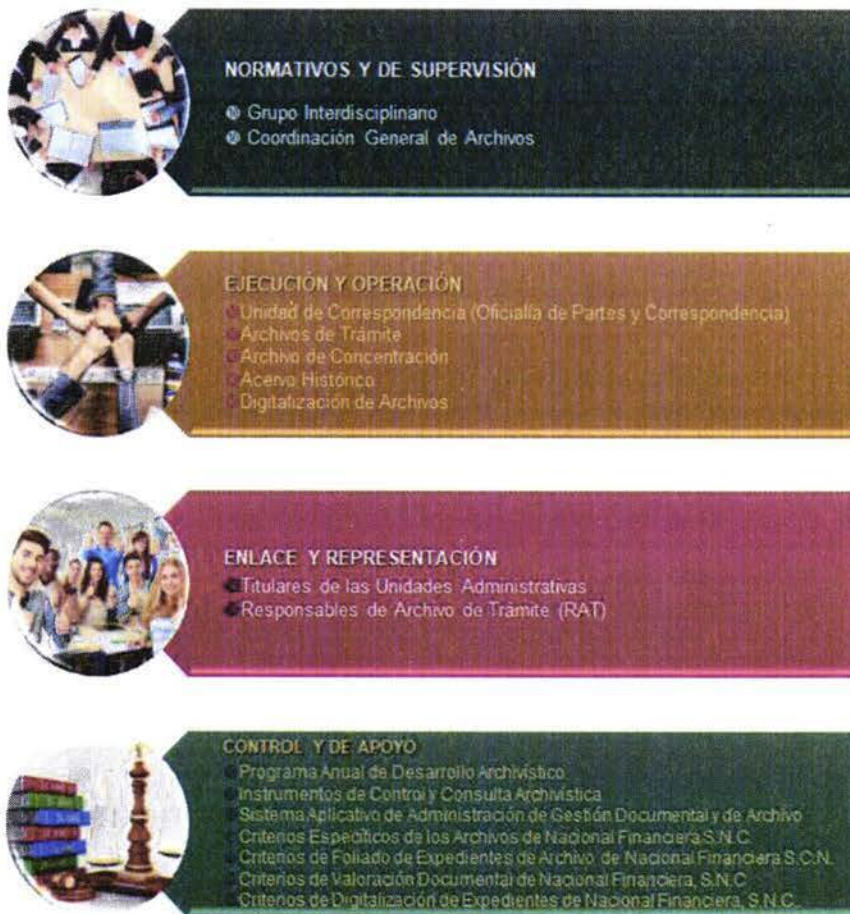 NORMATIVOS Y DE SUPERVISIÓN
Grupo Interdisciplinario
Coordinación General de Archivos
EJECUCIÓN Y OPERACIÓN
Unidad de Correspondencia (Oficialía de Partes y Correspondencia)
Archivos de Trámite
Archivo de Concentración
Acervo Histórico
Digitalización de Archivos
ENLACE Y REPRESENTACIÓN
Titulares de las Unidades Administrativas
Responsables de Archivo de Trámite (RAT)
CONTROL Y DE APOYO
Programa Anual de Desarrollo Archivístico
Instrumentos de Control y Consulta Archivística
Sistema Aplicativo de Administración de Gestión Documental y de Archivo
Criterios Específicos de los Archivos de Nacional Financiera S.N.C.
Criterios de Foliado de Expedientes de Archivo de Nacional Financiera S.C.N.
Criterios de Valoración Documental de Nacional Financiera, S.N.C
Criterios de Digitalización de Expedientes de Nacional Financiera, S.N.C.